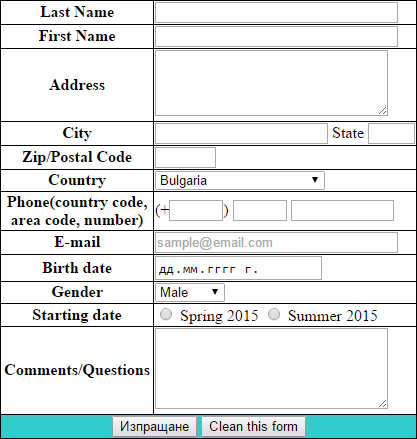 Last Name
First Name
Address
City State
Zip/Postal Code
Country Bulgaria
Phone(country code,
area code, number) (+ )
E-mail sample@email.com
Birth date дд.мм.гггг г.
Gender Male
Starting date Spring 2015 Summer 2015
Comments/Questions
Изпращане Clean this form